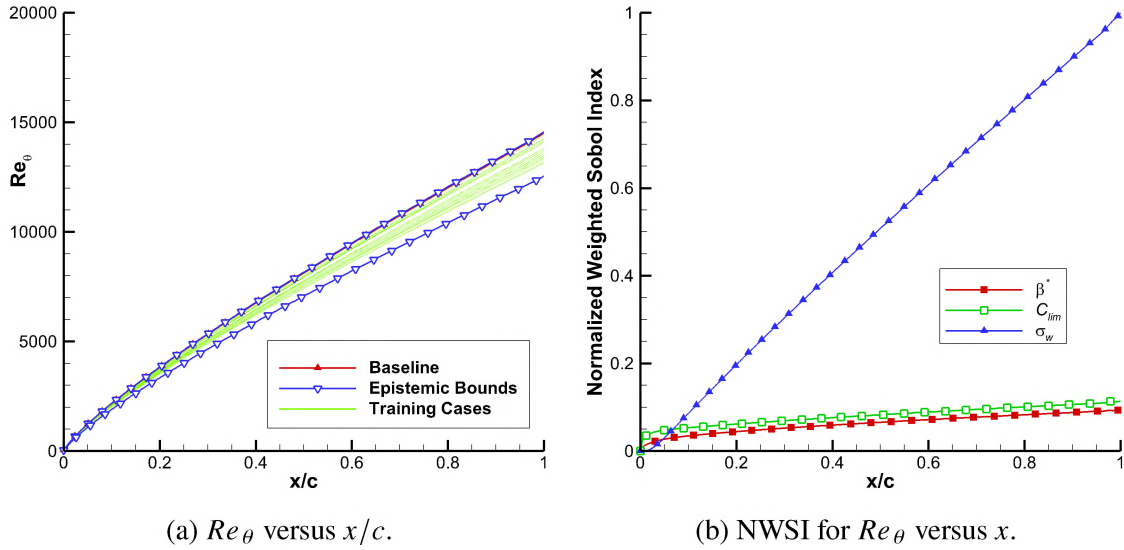 20000
15000
10000
5000
0
Re_θ
0 0.2 0.4 0.6 0.8 1
x/c
Baseline
Epistemic Bounds
Training Cases
(a) Re_θ versus x/c.
1
0.8
0.6
0.4
0.2
0
Normalized Weighted Sobol Index
0 0.2 0.4 0.6 0.8 1
x/c
β*
C_lim
σ_w
(b) NWSI for Re_θ versus x.